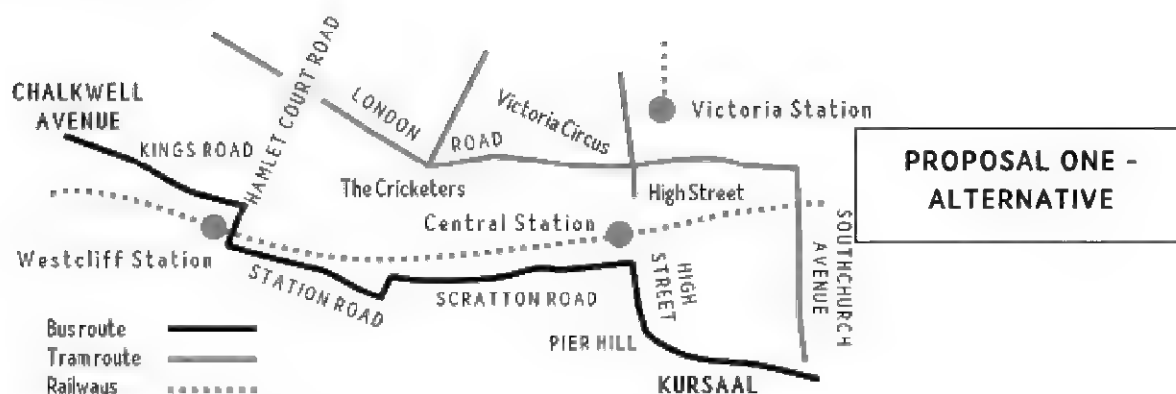 CHALKWELL
AVENUE
KINGS ROAD
HAMLET COURT ROAD
LONDON
ROAD
Victoria Circus
Victoria Station
The Cricketers
High Street
Central Station
Westcliff Station
STATION ROAD
SCRATTON ROAD
HIGH
STREET
PIER HILL
KURSAAL
SOUTHCHURCH
AVENUE
PROPOSAL ONE -
ALTERNATIVE
Bus route
Tram route
Railways